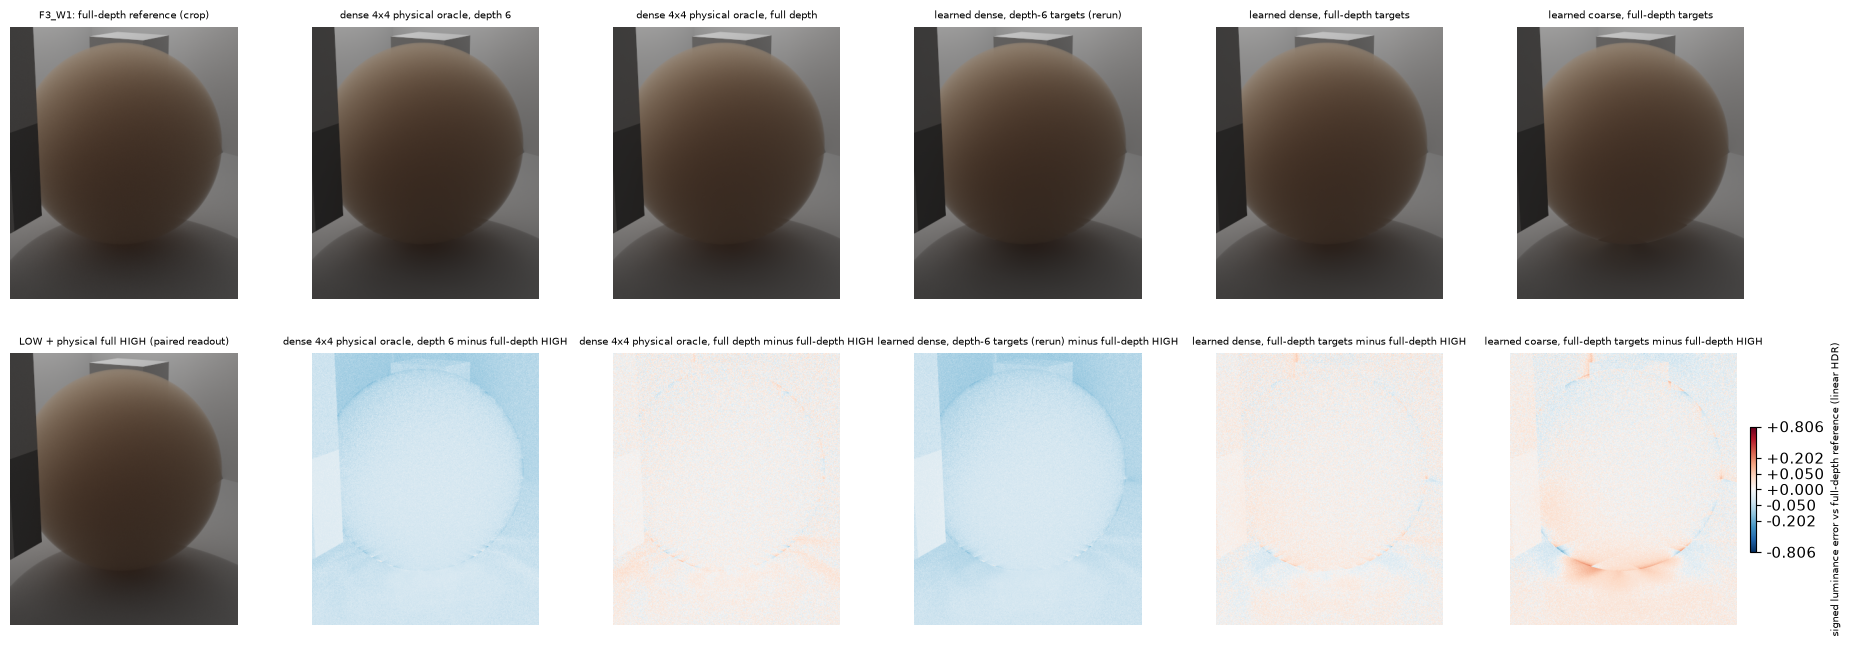 F3_W1: full-depth reference (crop)
dense 4x4 physical oracle, depth 6
dense 4x4 physical oracle, full depth
learned dense, depth-6 targets (rerun)
learned dense, full-depth targets
learned coarse, full-depth targets
LOW + physical full HIGH (paired readout)
dense 4x4 physical oracle, depth 6 minus full-depth HIGH
dense 4x4 physical oracle, full depth minus full-depth HIGH
learned dense, depth-6 targets (rerun) minus full-depth HIGH
learned dense, full-depth targets minus full-depth HIGH
learned coarse, full-depth targets minus full-depth HIGH
+0.806
+0.202
+0.050
+0.000
-0.050
-0.202
-0.806
signed luminance error vs full-depth reference (linear HDR)